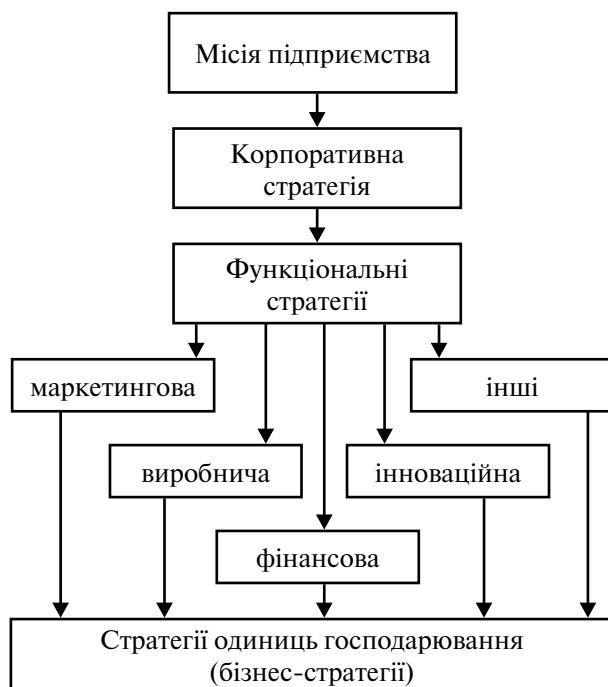 Місія підприємства
Корпоративна
стратегія
Функціональні
стратегії
маркетингова
інші
виробнича
інноваційна
фінансова
Стратегії одиниць господарювання
(бізнес-стратегії)